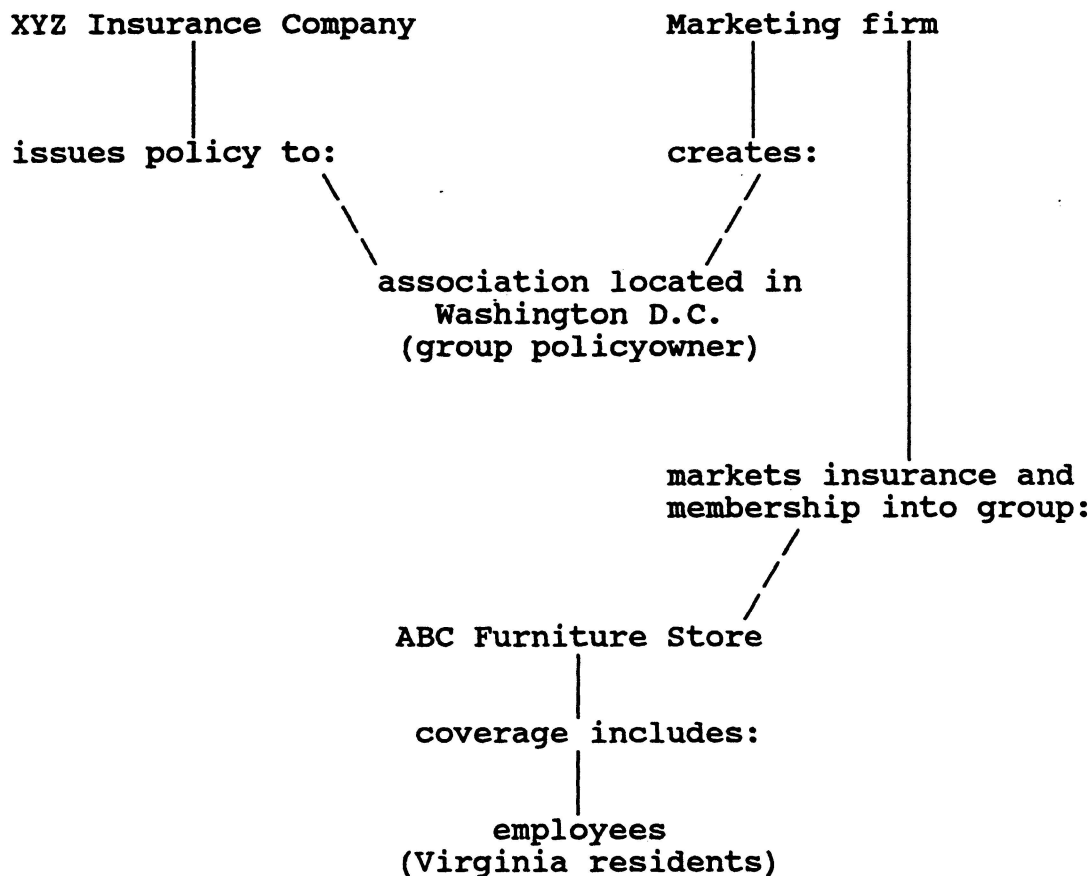 XYZ Insurance Company Marketing firm
issues policy to: creates:
association located in
Washington D.C.
(group policyowner)
markets insurance and
membership into group:
ABC Furniture Store
coverage includes:
employees
(Virginia residents)